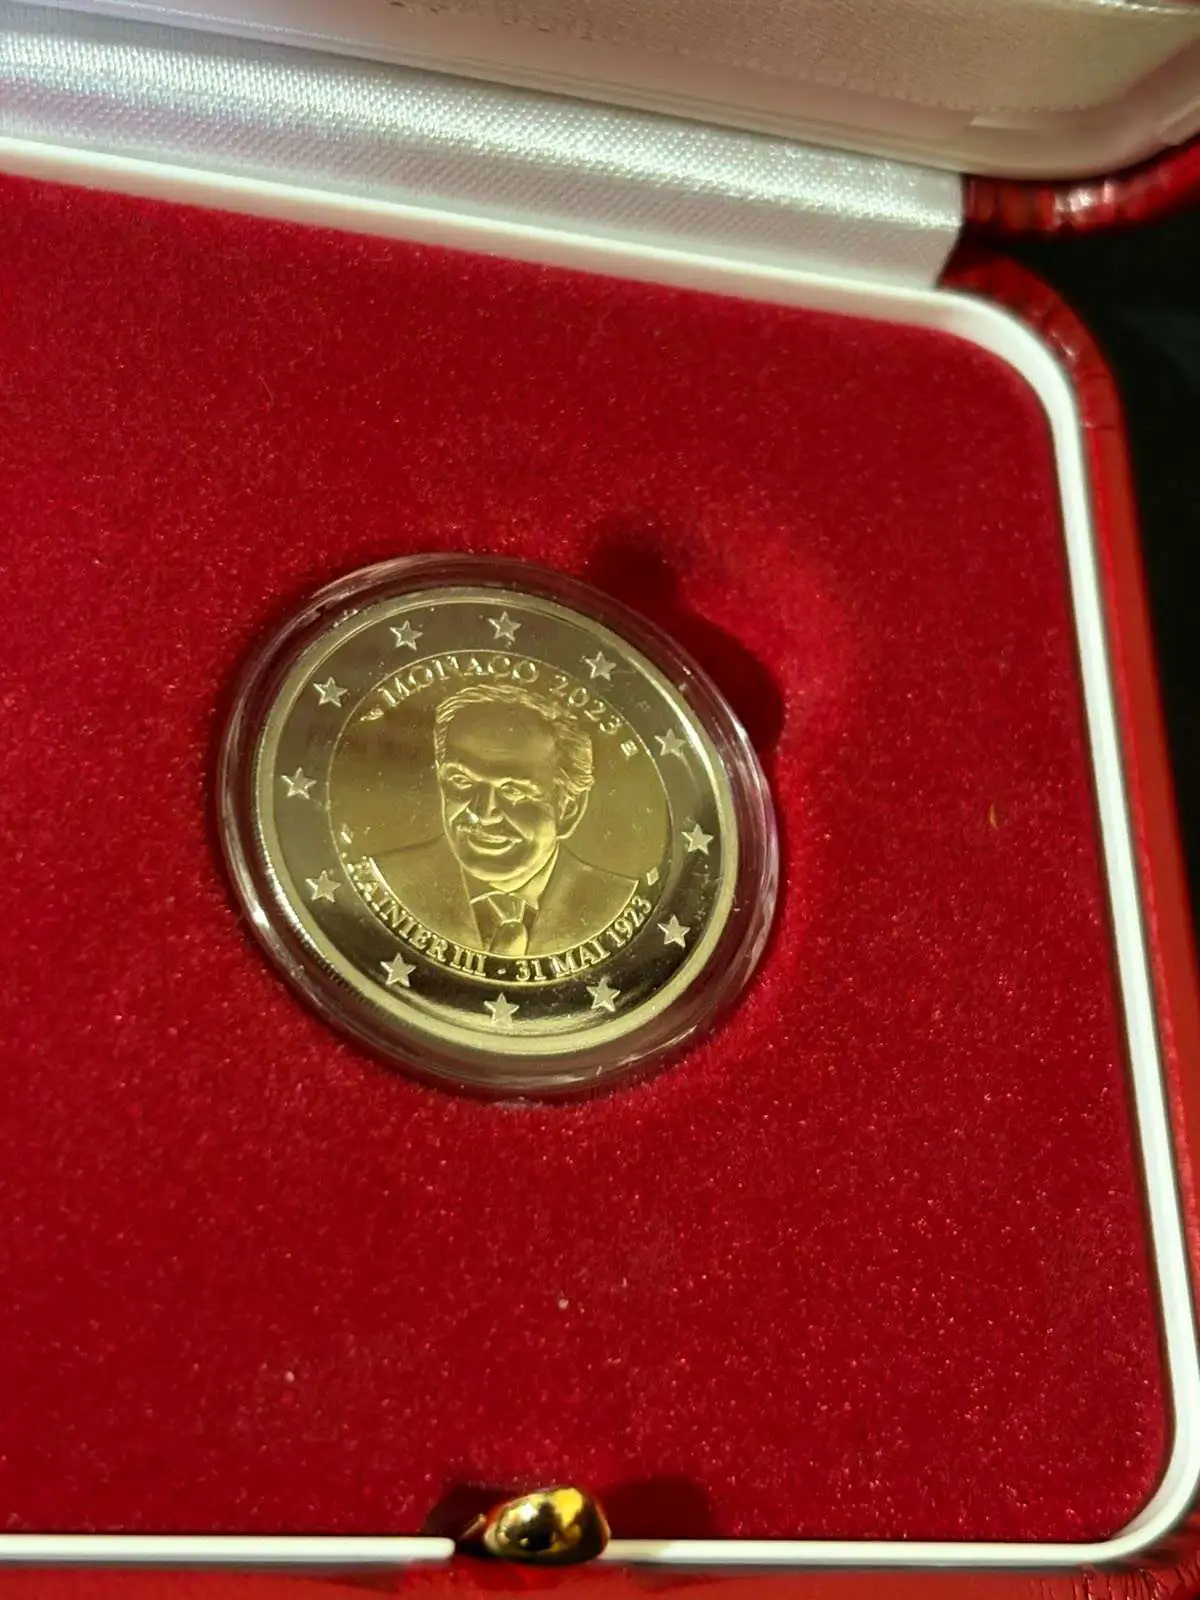 MONACO 2023
RAINIER III - 31 MAI 1923